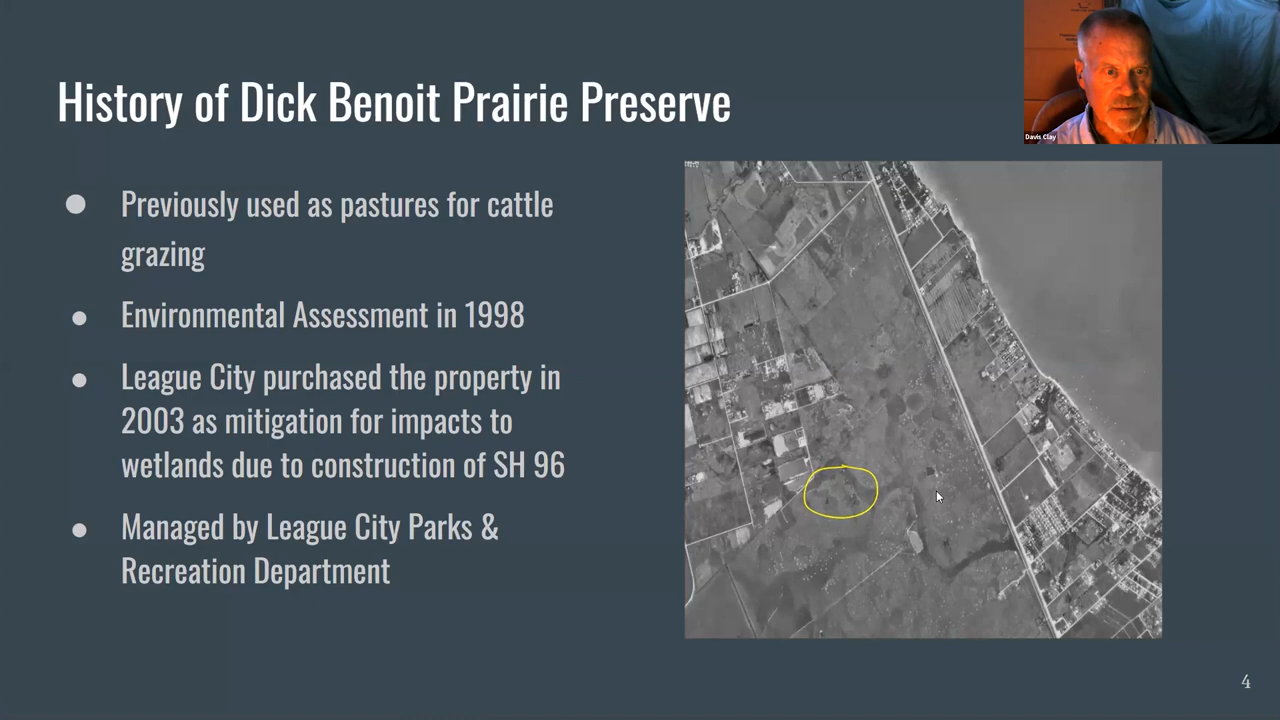 History of Dick Benoit Prairie Preserve
Davis Clay
● Previously used as pastures for cattle
grazing
● Environmental Assessment in 1998
● League City purchased the property in
2003 as mitigation for impacts to
wetlands due to construction of SH 96
● Managed by League City Parks &
Recreation Department
4